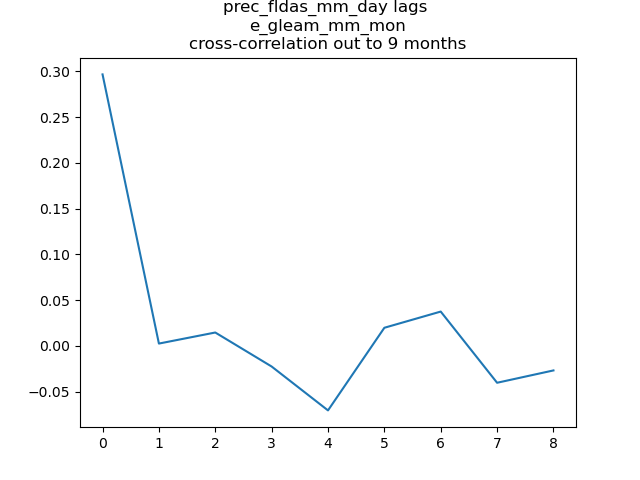 prec_fldas_mm_day lags
e_gleam_mm_mon
cross-correlation out to 9 months
0.30
0.25
0.20
0.15
0.10
0.05
0.00
−0.05
0 1 2 3 4 5 6 7 8